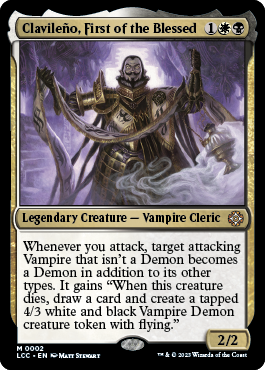 Clavileño, First of the Blessed 1
Legendary Creature — Vampire Cleric
Whenever you attack, target attacking
Vampire that isn't a Demon becomes
a Demon in addition to its other
types. It gains “When this creature
dies, draw a card and create a tapped
4/3 white and black Vampire Demon
creature token with flying.”
2/2
M 0002
LCC • EN MATT STEWART
™ & © 2023 Wizards of the Coast